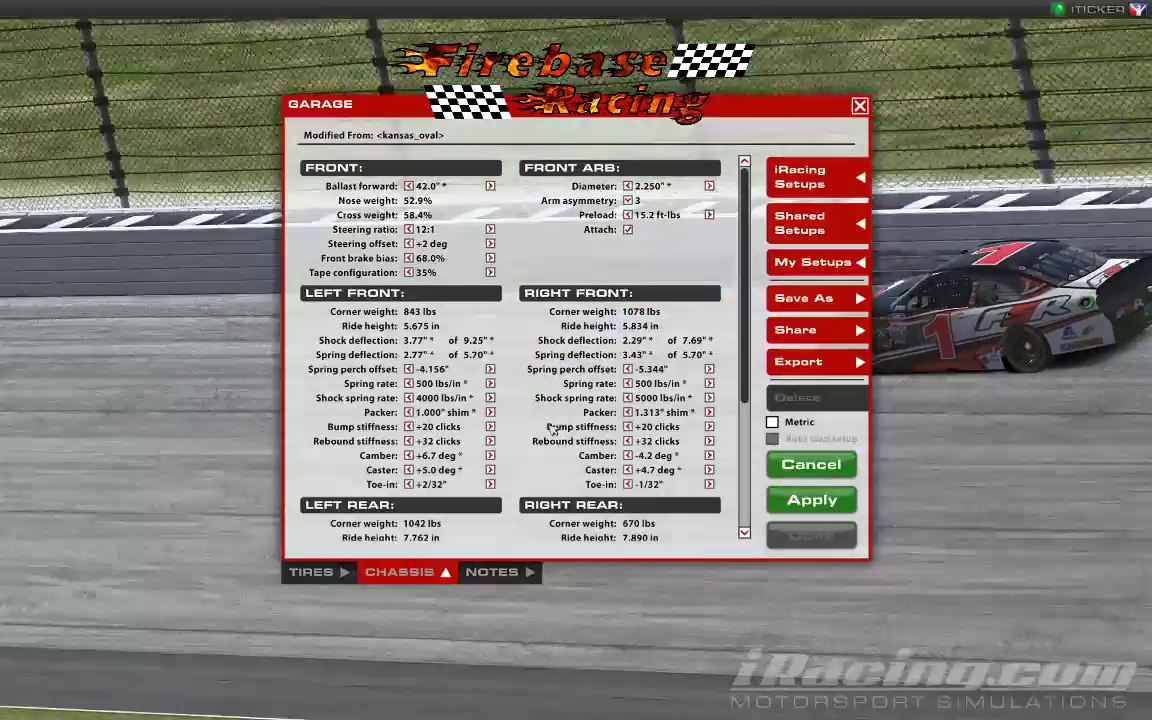 iTICKER
Firebase
Racing
GARAGE
Modified From: <kansas_oval>
FRONT:
Ballast forward: 42.0" *
Nose weight: 52.9%
Cross weight: 58.4%
Steering ratio: 12:1
Steering offset: +2 deg
Front brake bias: 68.0%
Tape configuration: 35%
FRONT ARB:
Diameter: 2.250" *
Arm asymmetry: 3
Preload: 15.2 ft-lbs
Attach:
LEFT FRONT:
Corner weight: 843 lbs
Ride height: 5.675 in
Shock deflection: 3.77" * of 9.25" *
Spring deflection: 2.77" * of 5.70" *
Spring perch offset: -4.156"
Spring rate: 500 lbs/in *
Shock spring rate: 4000 lbs/in *
Packer: 1.000" shim *
Bump stiffness: +20 clicks
Rebound stiffness: +32 clicks
Camber: +6.7 deg *
Caster: +5.0 deg *
Toe-in: +2/32"
RIGHT FRONT:
Corner weight: 1078 lbs
Ride height: 5.834 in
Shock deflection: 2.29" * of 7.69" *
Spring deflection: 3.43" * of 5.70" *
Spring perch offset: -5.344"
Spring rate: 500 lbs/in *
Shock spring rate: 5000 lbs/in *
Packer: 1.313" shim *
Bump stiffness: +20 clicks
Rebound stiffness: +32 clicks
Camber: -4.2 deg *
Caster: +4.7 deg *
Toe-in: -1/32"
LEFT REAR:
Corner weight: 1042 lbs
Ride height: 7.762 in
RIGHT REAR:
Corner weight: 670 lbs
Ride height: 7.890 in
iRacing
Setups
Shared
Setups
My Setups
Save As
Share
Export
Delete
Metric
Auto load setup
Cancel
Apply
Done
TIRES
CHASSIS
NOTES
1
1
iRacing.com
MOTORSPORT SIMULATIONS